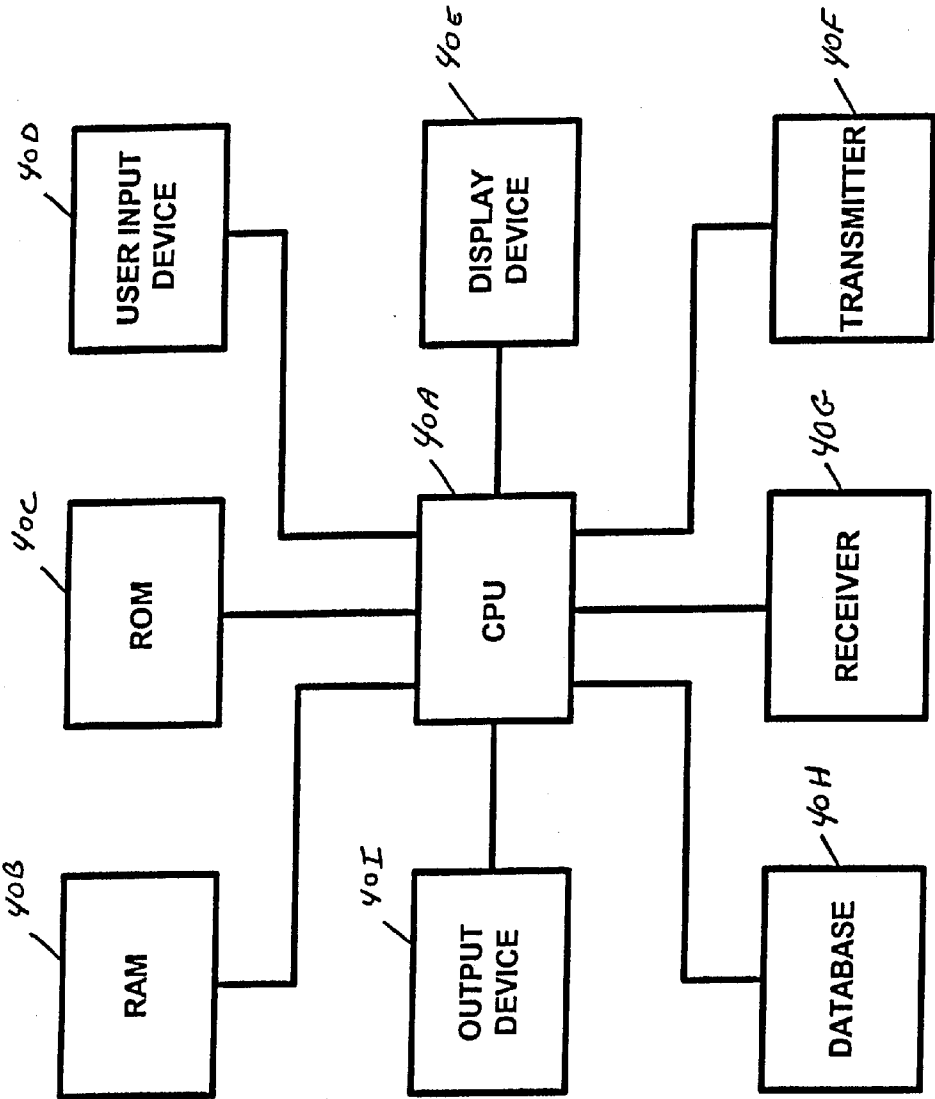 40B
RAM
40C
ROM
40D
USER INPUT
DEVICE
40I
OUTPUT
DEVICE
40A
CPU
40E
DISPLAY
DEVICE
40H
DATABASE
40G
RECEIVER
40F
TRANSMITTER